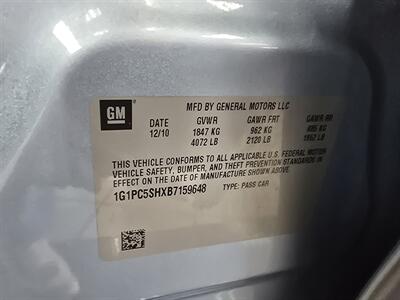 GM
MFD BY GENERAL MOTORS LLC
DATE GVWR GAWR FRT GAWR RR
12/10 1847 KG 962 KG 885 KG
4072 LB 2120 LB 1952 LB
THIS VEHICLE CONFORMS TO ALL APPLICABLE U.S. FEDERAL MOTOR
VEHICLE SAFETY, BUMPER, AND THEFT PREVENTION STANDARDS IN
EFFECT ON THE DATE OF MANUFACTURE SHOWN ABOVE.
1G1PC5SHXB7159648 TYPE: PASS CAR